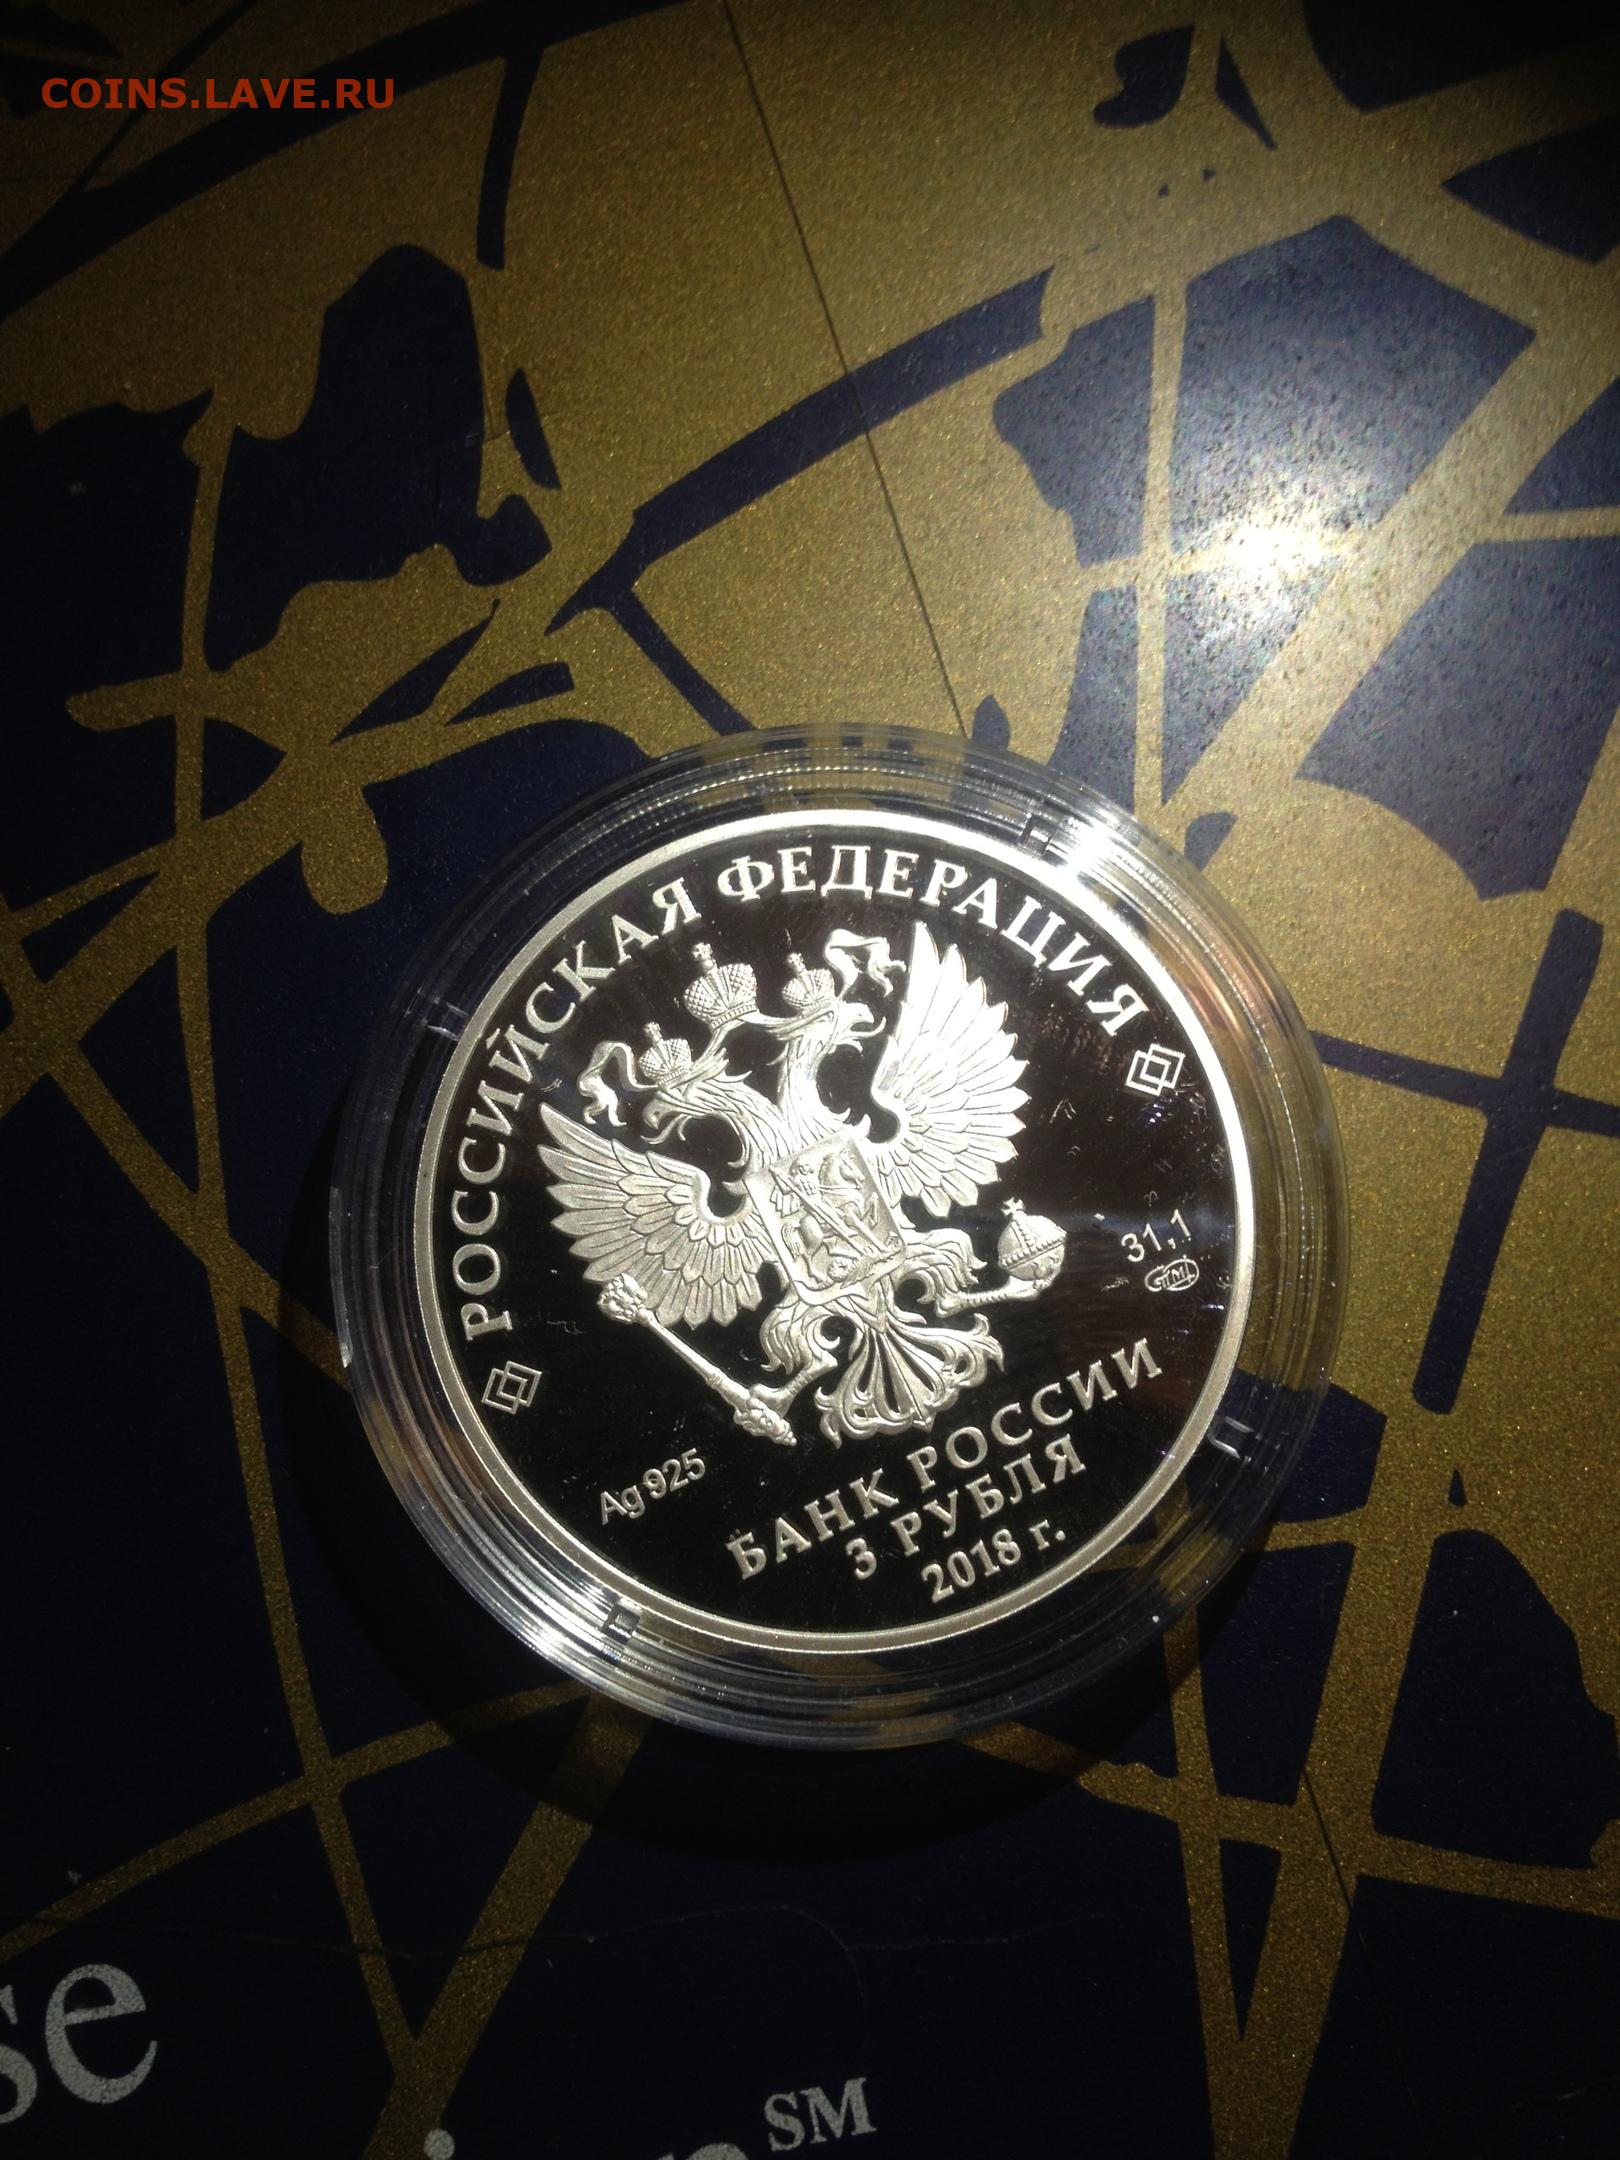 COINS.LAVE.RU
РОССИЙСКАЯ ФЕДЕРАЦИЯ
31,1
Ag 925
БАНК РОССИИ
3 РУБЛЯ
2018 г.
se
SM